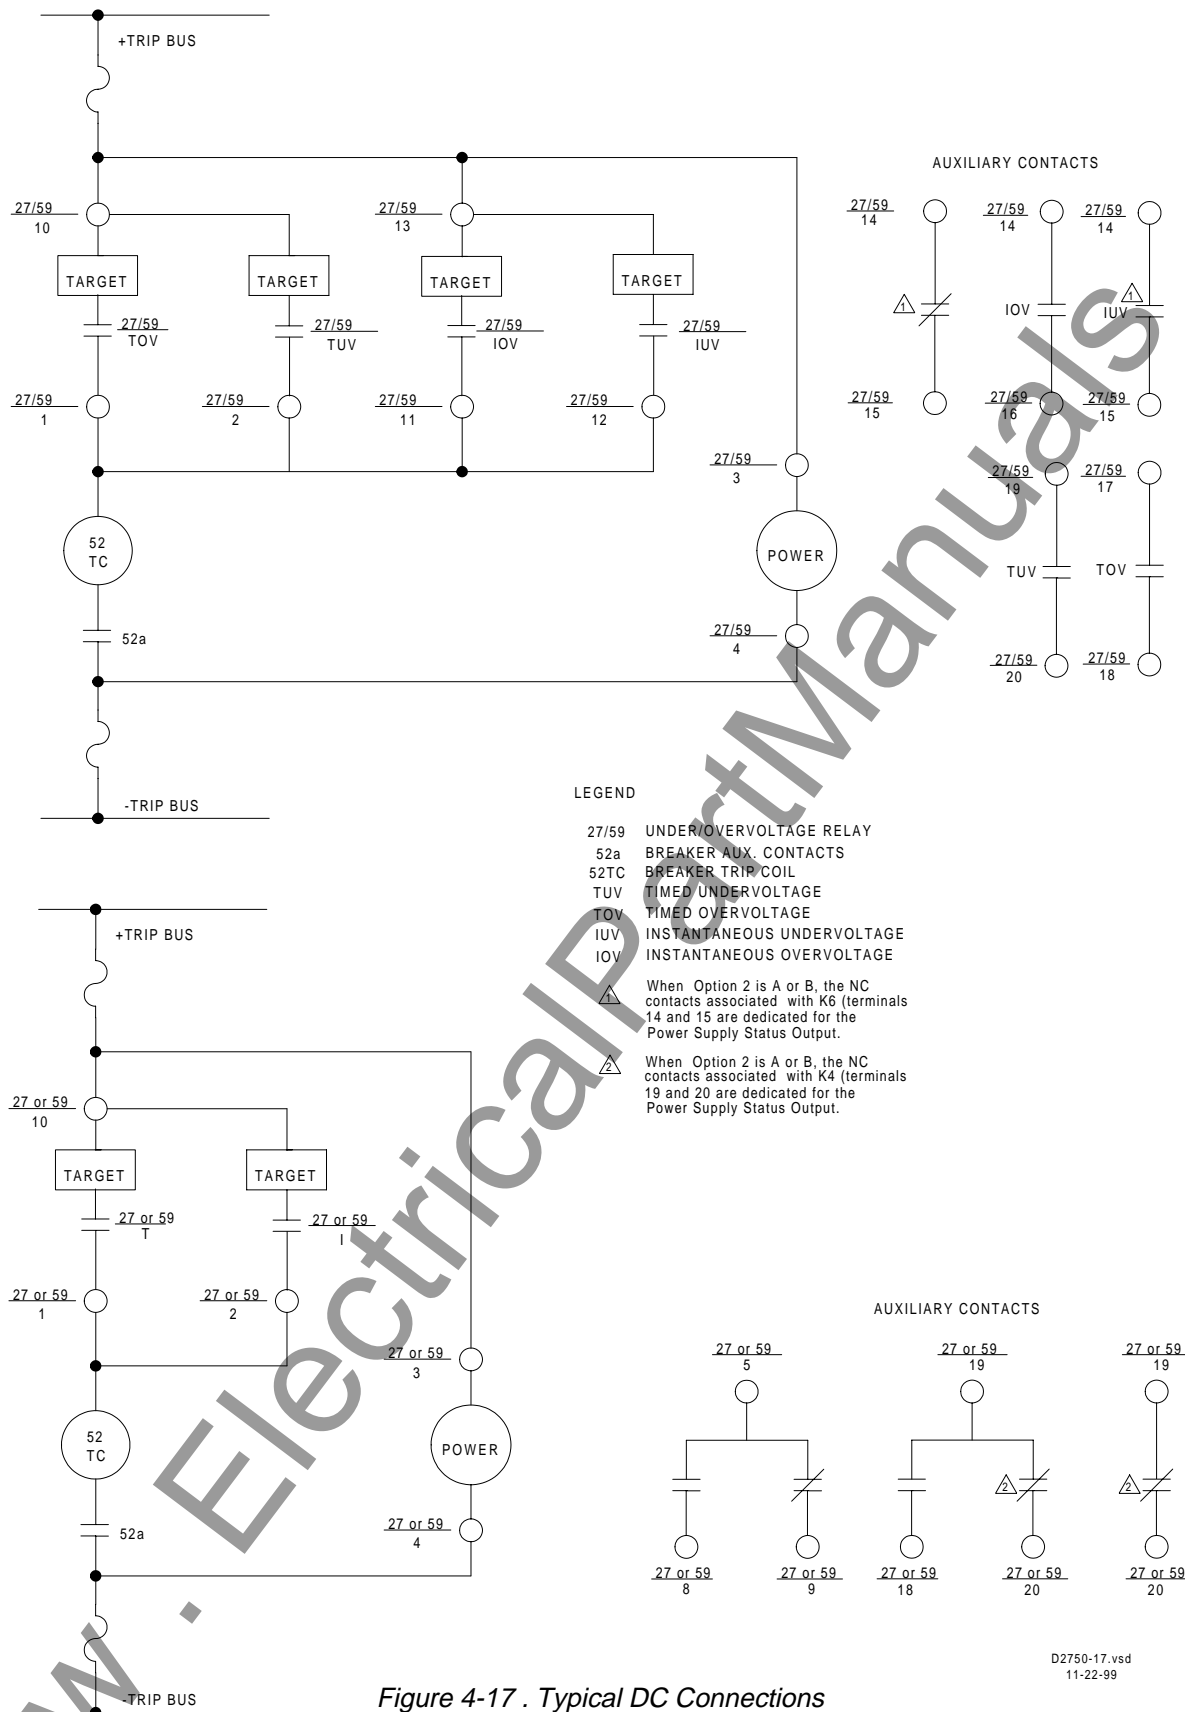 +TRIP BUS
AUXILIARY CONTACTS
27/59
10
27/59
13
27/59
14
27/59
14
27/59
14
TARGET
TARGET
TARGET
TARGET
27/59
TOV
27/59
TUV
27/59
IOV
27/59
IUV
1
IOV
1
IUV
27/59
1
27/59
2
27/59
11
27/59
12
27/59
15
27/59
16
27/59
15
27/59
3
27/59
19
27/59
17
52
TC
POWER
TUV
TOV
52a
27/59
4
27/59
20
27/59
18
-TRIP BUS
LEGEND
27/59 UNDER/OVERVOLTAGE RELAY
52a BREAKER AUX. CONTACTS
52TC BREAKER TRIP COIL
TUV TIMED UNDERVOLTAGE
TOV TIMED OVERVOLTAGE
IUV INSTANTANEOUS UNDERVOLTAGE
IOV INSTANTANEOUS OVERVOLTAGE
1 When Option 2 is A or B, the NC
contacts associated with K6 (terminals
14 and 15 are dedicated for the
Power Supply Status Output.
2 When Option 2 is A or B, the NC
contacts associated with K4 (terminals
19 and 20 are dedicated for the
Power Supply Status Output.
+TRIP BUS
27 or 59
10
TARGET
TARGET
27 or 59
T
27 or 59
I
27 or 59
1
27 or 59
2
27 or 59
3
52
TC
POWER
52a
27 or 59
4
-TRIP BUS
AUXILIARY CONTACTS
27 or 59
5
27 or 59
19
27 or 59
19
2
2
27 or 59
8
27 or 59
9
27 or 59
18
27 or 59
20
27 or 59
20
D2750-17.vsd
11-22-99
Figure 4-17 . Typical DC Connections
w . ElectricalPartManuals